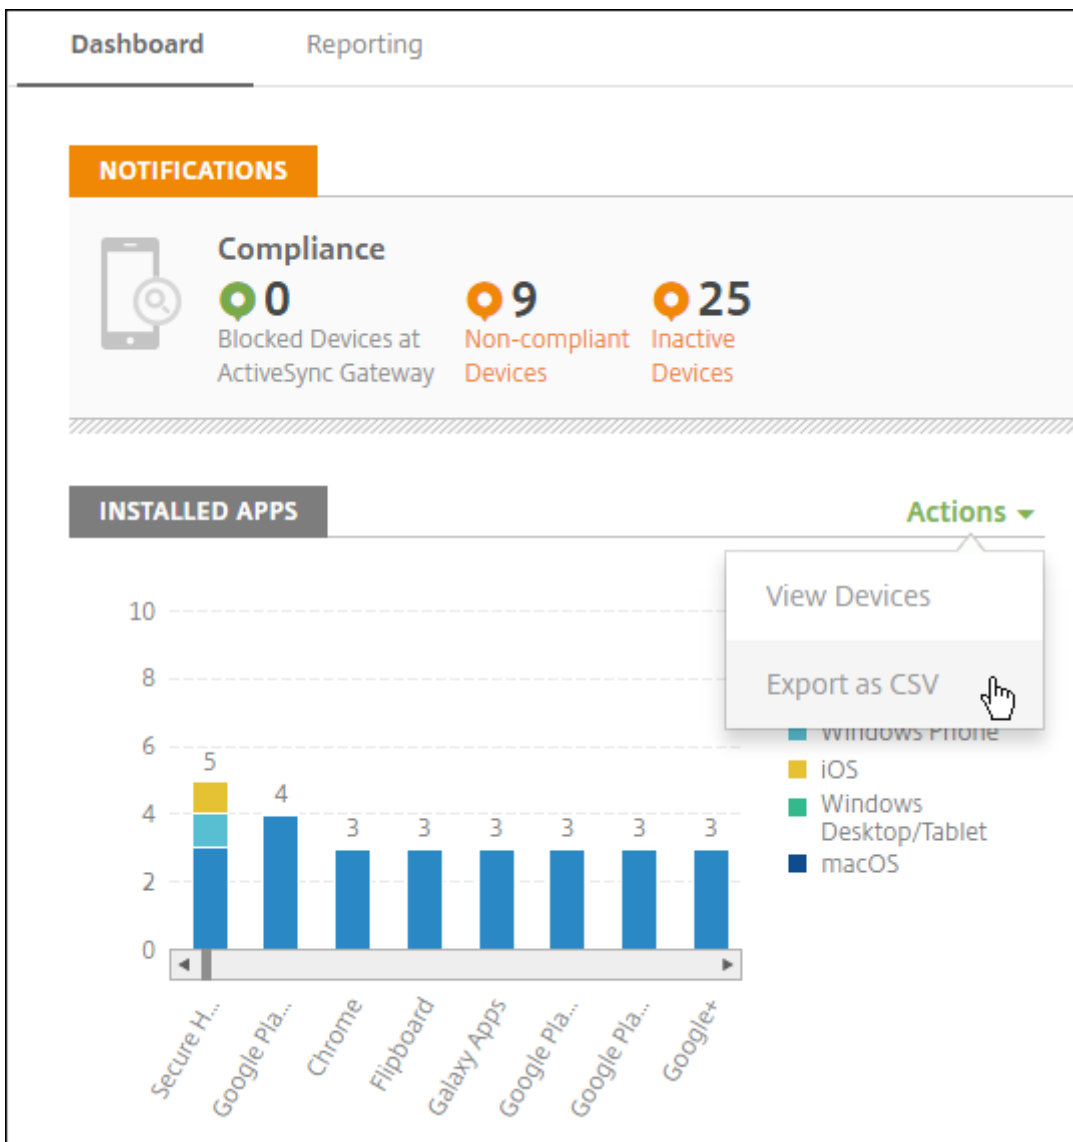 Dashboard Reporting
NOTIFICATIONS
Compliance
0 9 25
Blocked Devices at Non-compliant Inactive
ActiveSync Gateway Devices Devices
INSTALLED APPS Actions
View Devices
Export as CSV
10
8
6
4
2
0
5
4
3
3
3
3
3
3
Windows Phone
iOS
Windows
Desktop/Tablet
macOS
Secure H...
Google Pla...
Chrome
Flipboard
Galaxy Apps
Google Pla...
Google Pla...
Google+